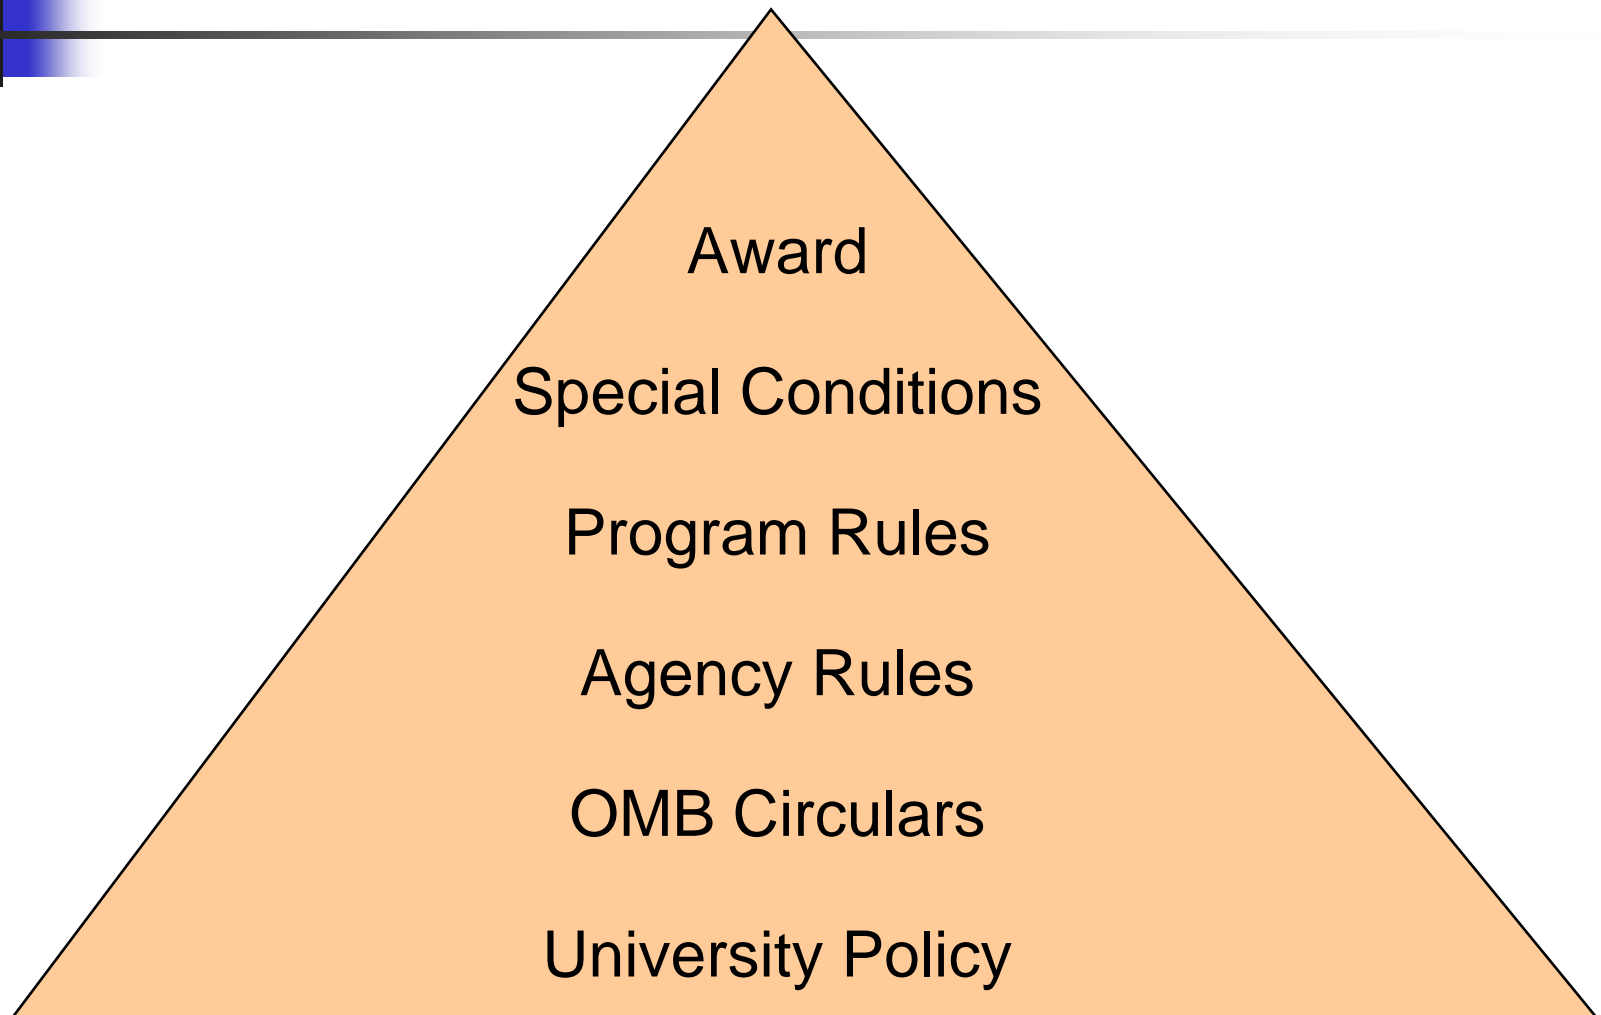 Award
Special Conditions
Program Rules
Agency Rules
OMB Circulars
University Policy